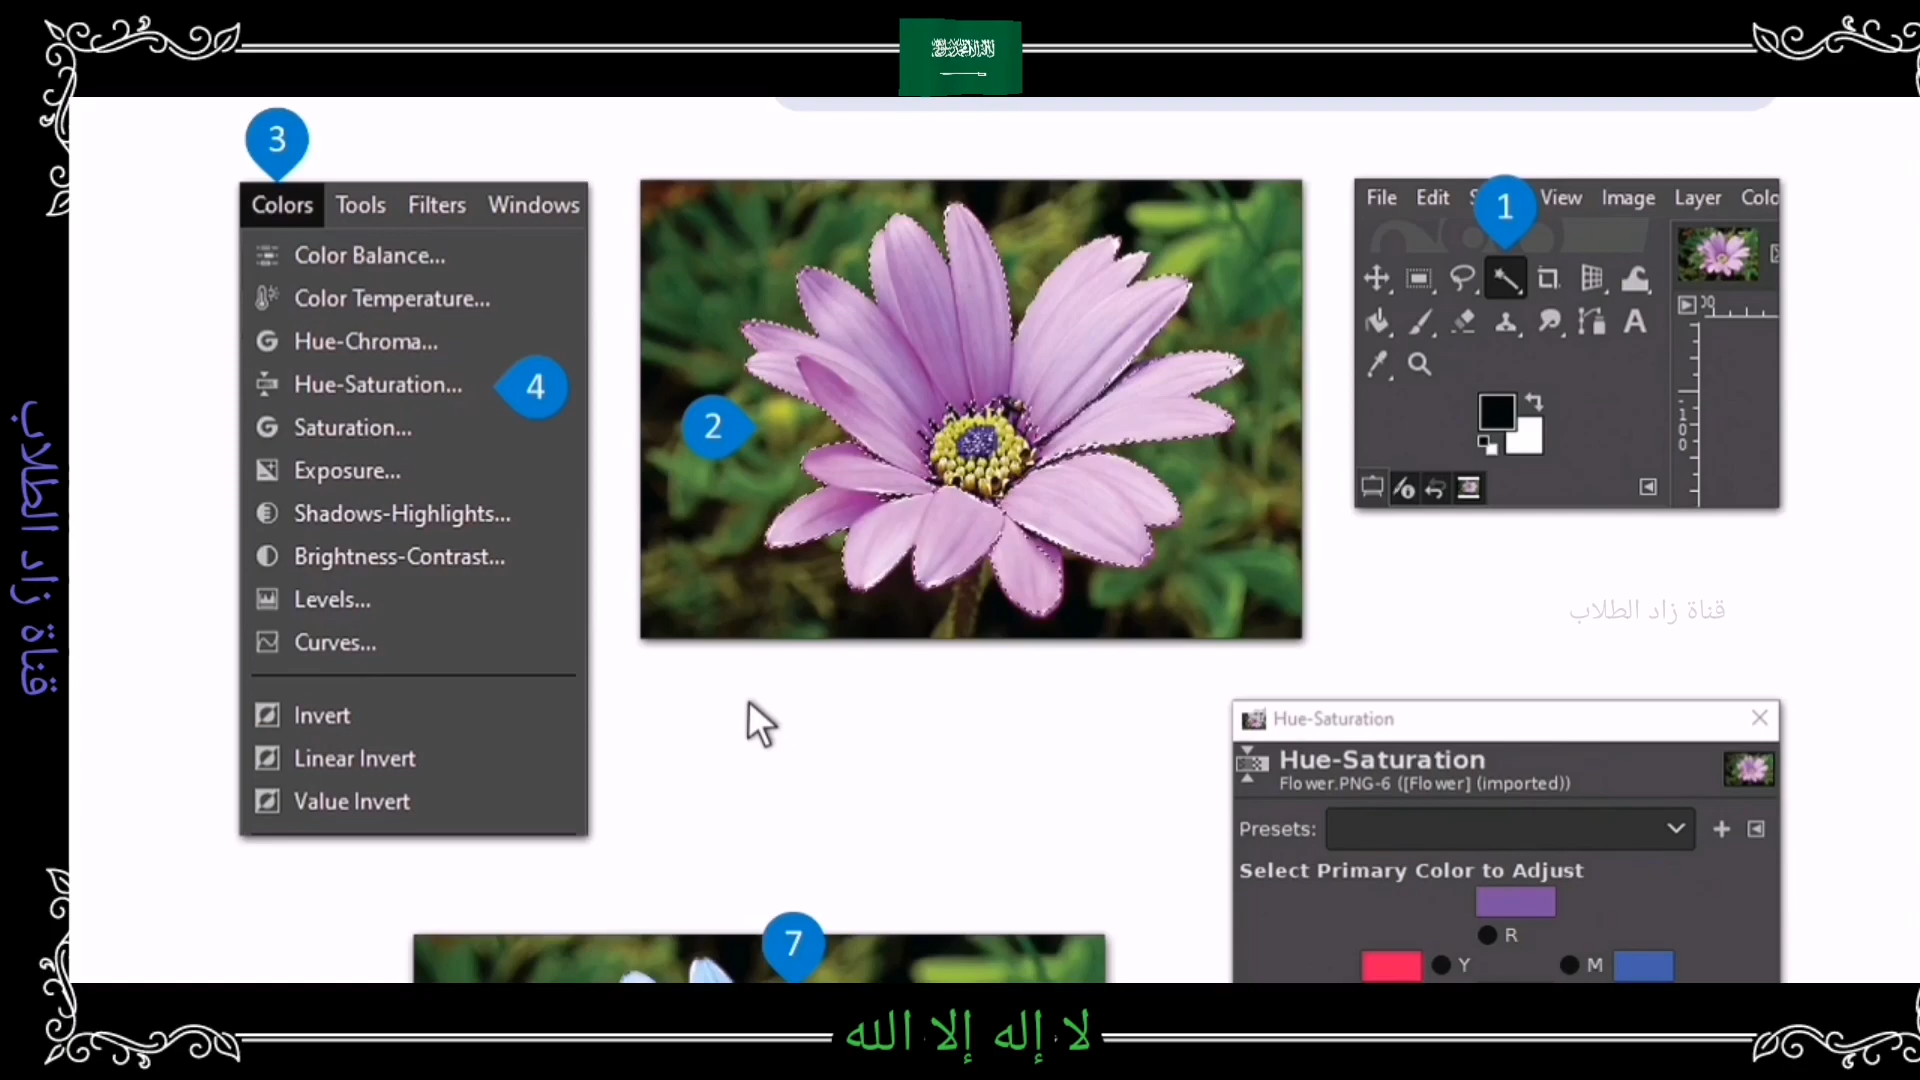 3
Colors Tools Filters Windows
Color Balance...
Color Temperature...
Hue-Chroma...
Hue-Saturation...
4
Saturation...
Exposure...
Shadows-Highlights...
Brightness-Contrast...
Levels...
Curves...
Invert
Linear Invert
Value Invert
2
File Edit View Image Layer Colo
1
A
قناة زاد الطلاب
قناة زاد الطلاب
Hue-Saturation
Hue-Saturation
Flower.PNG-6 ([Flower] (imported))
Presets:
Select Primary Color to Adjust
R
Y M
7
لا إله إلا الله